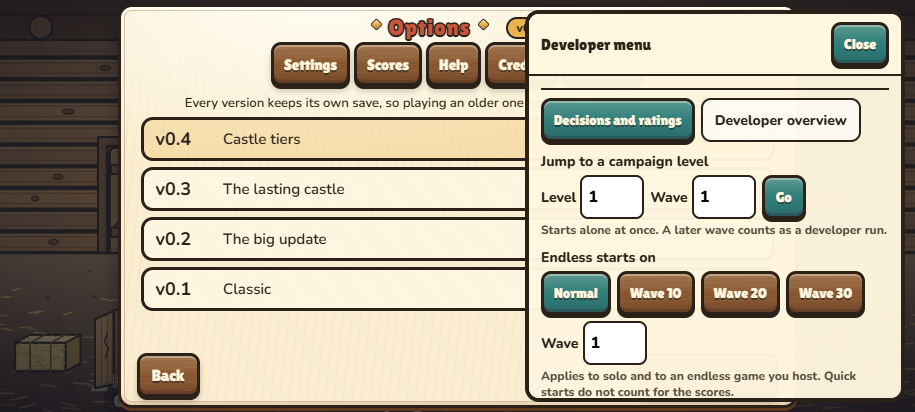 Options
Settings
Scores
Help
Every version keeps its own save, so playing an older one
v0.4 Castle tiers
v0.3 The lasting castle
v0.2 The big update
v0.1 Classic
Back
Developer menu
Close
Decisions and ratings
Developer overview
Jump to a campaign level
Level 1 Wave 1 Go
Starts alone at once. A later wave counts as a developer run.
Endless starts on
Normal
Wave 10
Wave 20
Wave 30
Wave 1
Applies to solo and to an endless game you host. Quick
starts do not count for the scores.